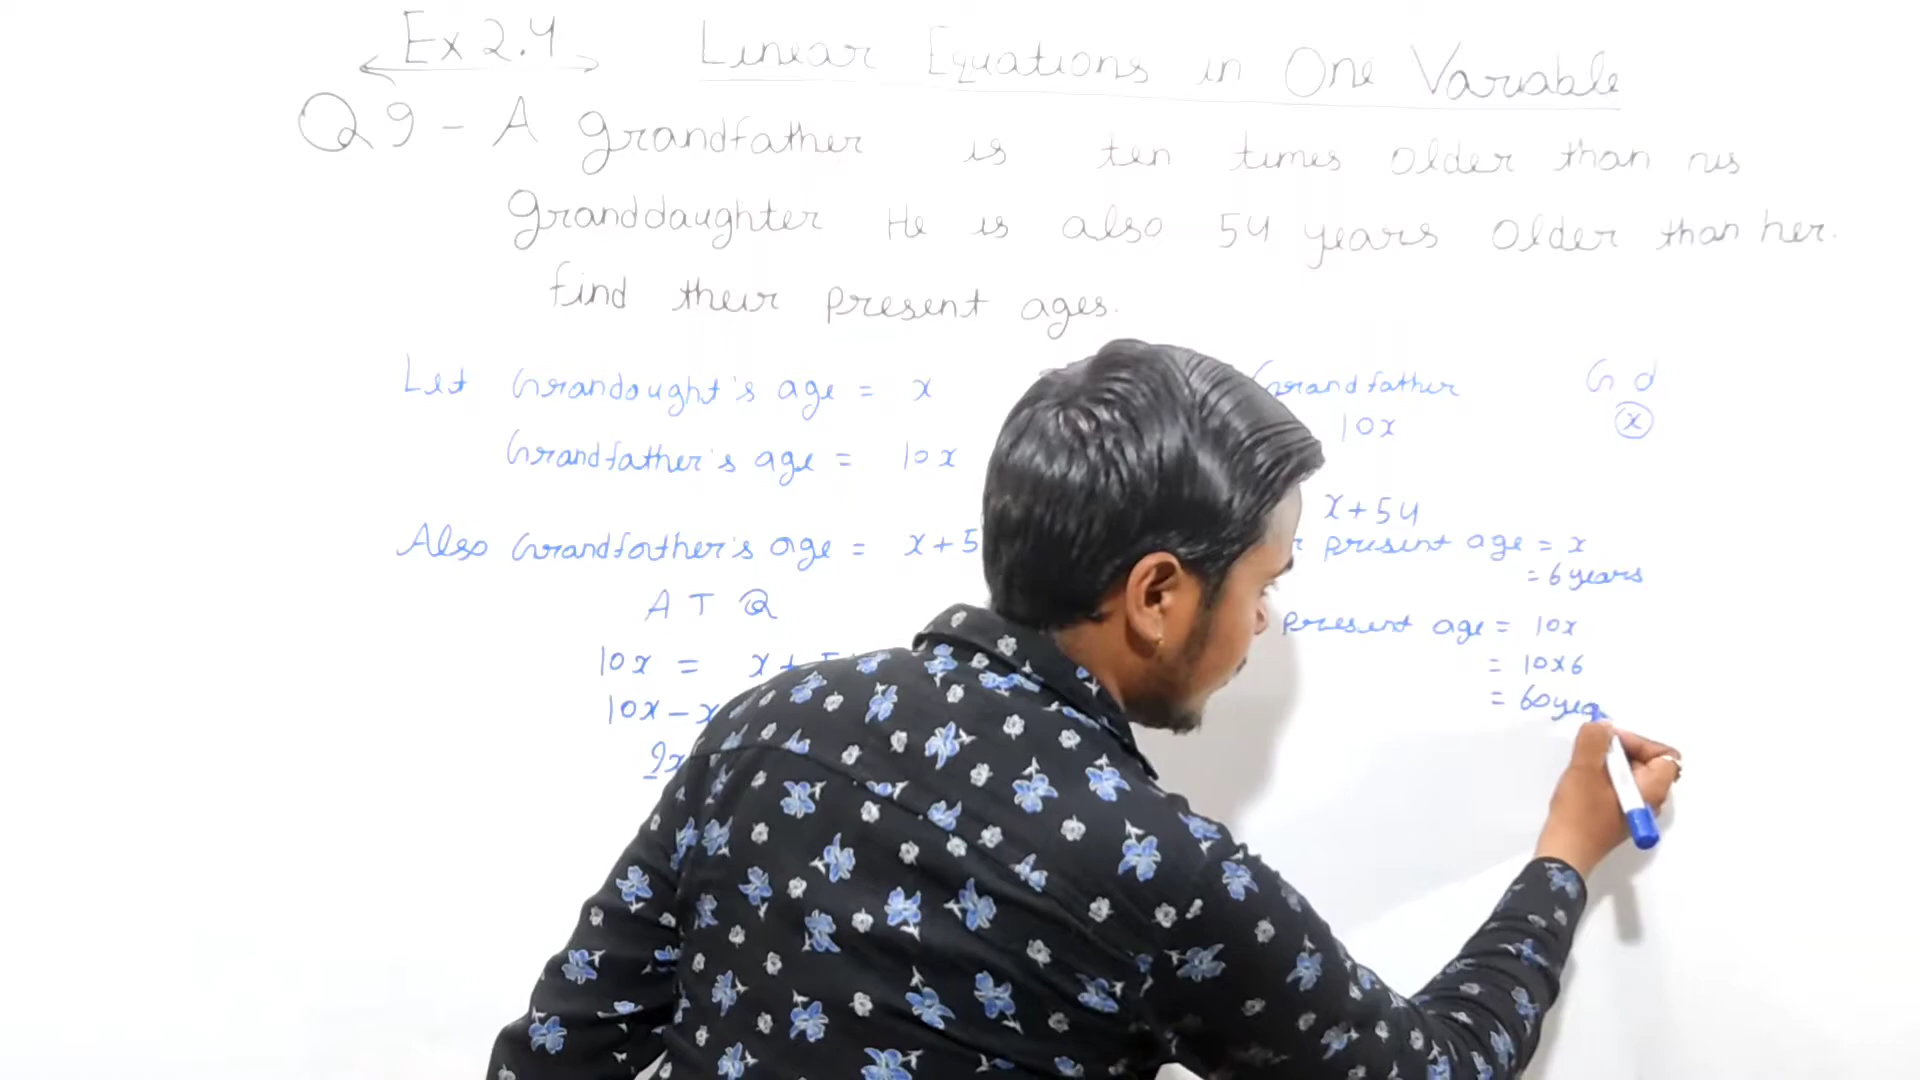 Ex 2.4 Linear Equations in One Variable
Q9 - A Grandfather is ten times older than his
Granddaughter He is also 54 years older than her.
find their present ages.
Let Grandaught's age = x
Grandfather's age = 10x
Also Grandforther's age = x+5
A T Q
10x = x+
10x - x
9x
Grandfather G d
10x x
x+54
present age = x
= 6 years
present age = 10x
= 10x6
= 60 yea